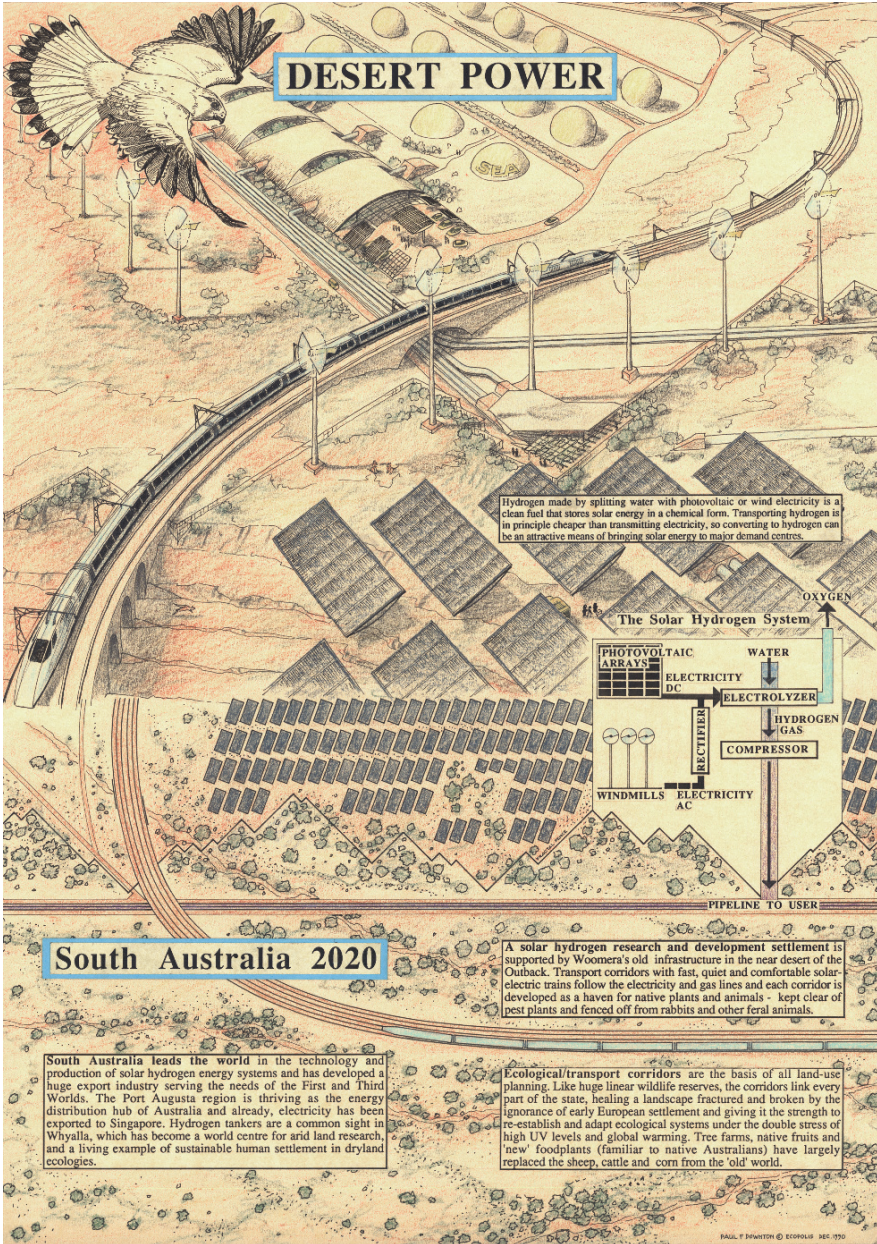 DESERT POWER
SEA
Hydrogen made by splitting water with photovoltaic or wind electricity is a
clean fuel that stores solar energy in a chemical form. Transporting hydrogen is
in principle cheaper than transmitting electricity, so converting to hydrogen can
be an attractive means of bringing solar energy to major demand centres.
The Solar Hydrogen System
OXYGEN
PHOTOVOLTAIC
ARRAYS
WATER
ELECTRICITY
DC
ELECTROLYZER
RECTIFIER
HYDROGEN
GAS
COMPRESSOR
WINDMILLS
ELECTRICITY
AC
PIPELINE TO USER
South Australia 2020
A solar hydrogen research and development settlement is
supported by Woomera's old infrastructure in the near desert of the
Outback. Transport corridors with fast, quiet and comfortable solar-
electric trains follow the electricity and gas lines and each corridor is
developed as a haven for native plants and animals - kept clear of
pest plants and fenced off from rabbits and other feral animals.
South Australia leads the world in the technology and
production of solar hydrogen energy systems and has developed a
huge export industry serving the needs of the First and Third
Worlds. The Port Augusta region is thriving as the energy
distribution hub of Australia and already, electricity has been
exported to Singapore. Hydrogen tankers are a common sight in
Whyalla, which has become a world centre for arid land research,
and a living example of sustainable human settlement in dryland
ecologies.
Ecological/transport corridors are the basis of all land-use
planning. Like huge linear wildlife reserves, the corridors link every
part of the state, healing a landscape fractured and broken by the
ignorance of early European settlement and giving it the strength to
re-establish and adapt ecological systems under the double stress of
high UV levels and global warming. Tree farms, native fruits and
'new' foodplants (familiar to native Australians) have largely
replaced the sheep, cattle and corn from the 'old' world.
PAUL F DOWNTON © ECOPOLIS DEC. 1990